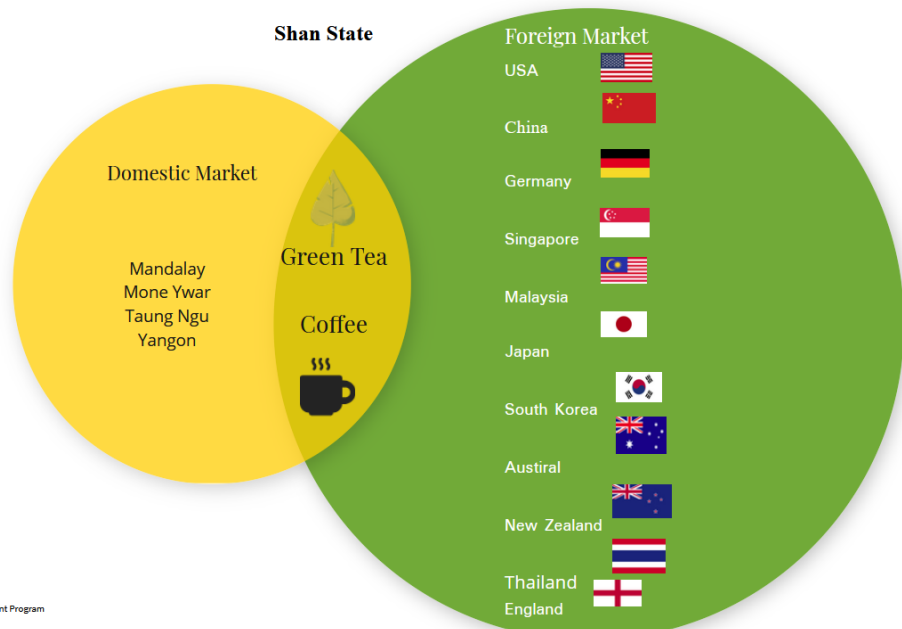 Shan State
Foreign Market
USA
China
Germany
Singapore
Malaysia
Japan
South Korea
Austiral
New Zealand
Thailand
England
Domestic Market
Mandalay
Mone Ywar
Taung Ngu
Yangon
Green Tea
Coffee
nt Program